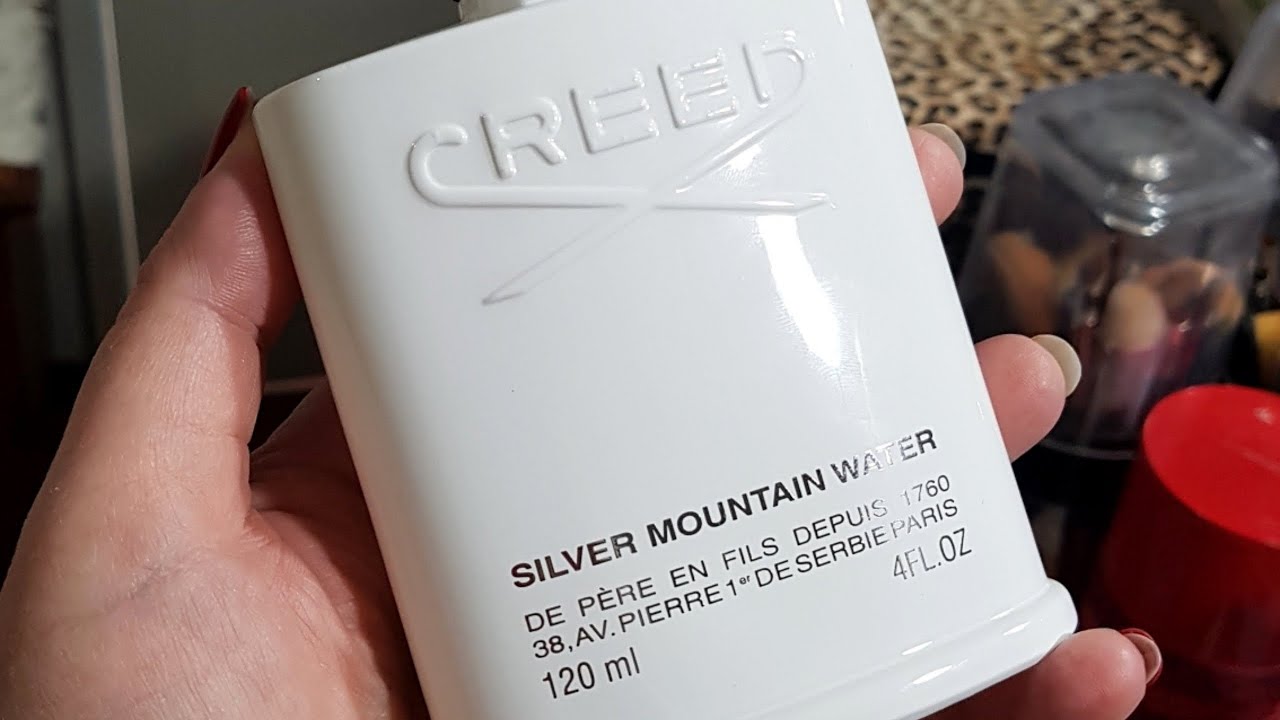 CREED
SILVER MOUNTAIN WATER
DE PÈRE EN FILS DEPUIS 1760
38, AV. PIERRE 1er DE SERBIE PARIS
4FL.OZ
120 ml